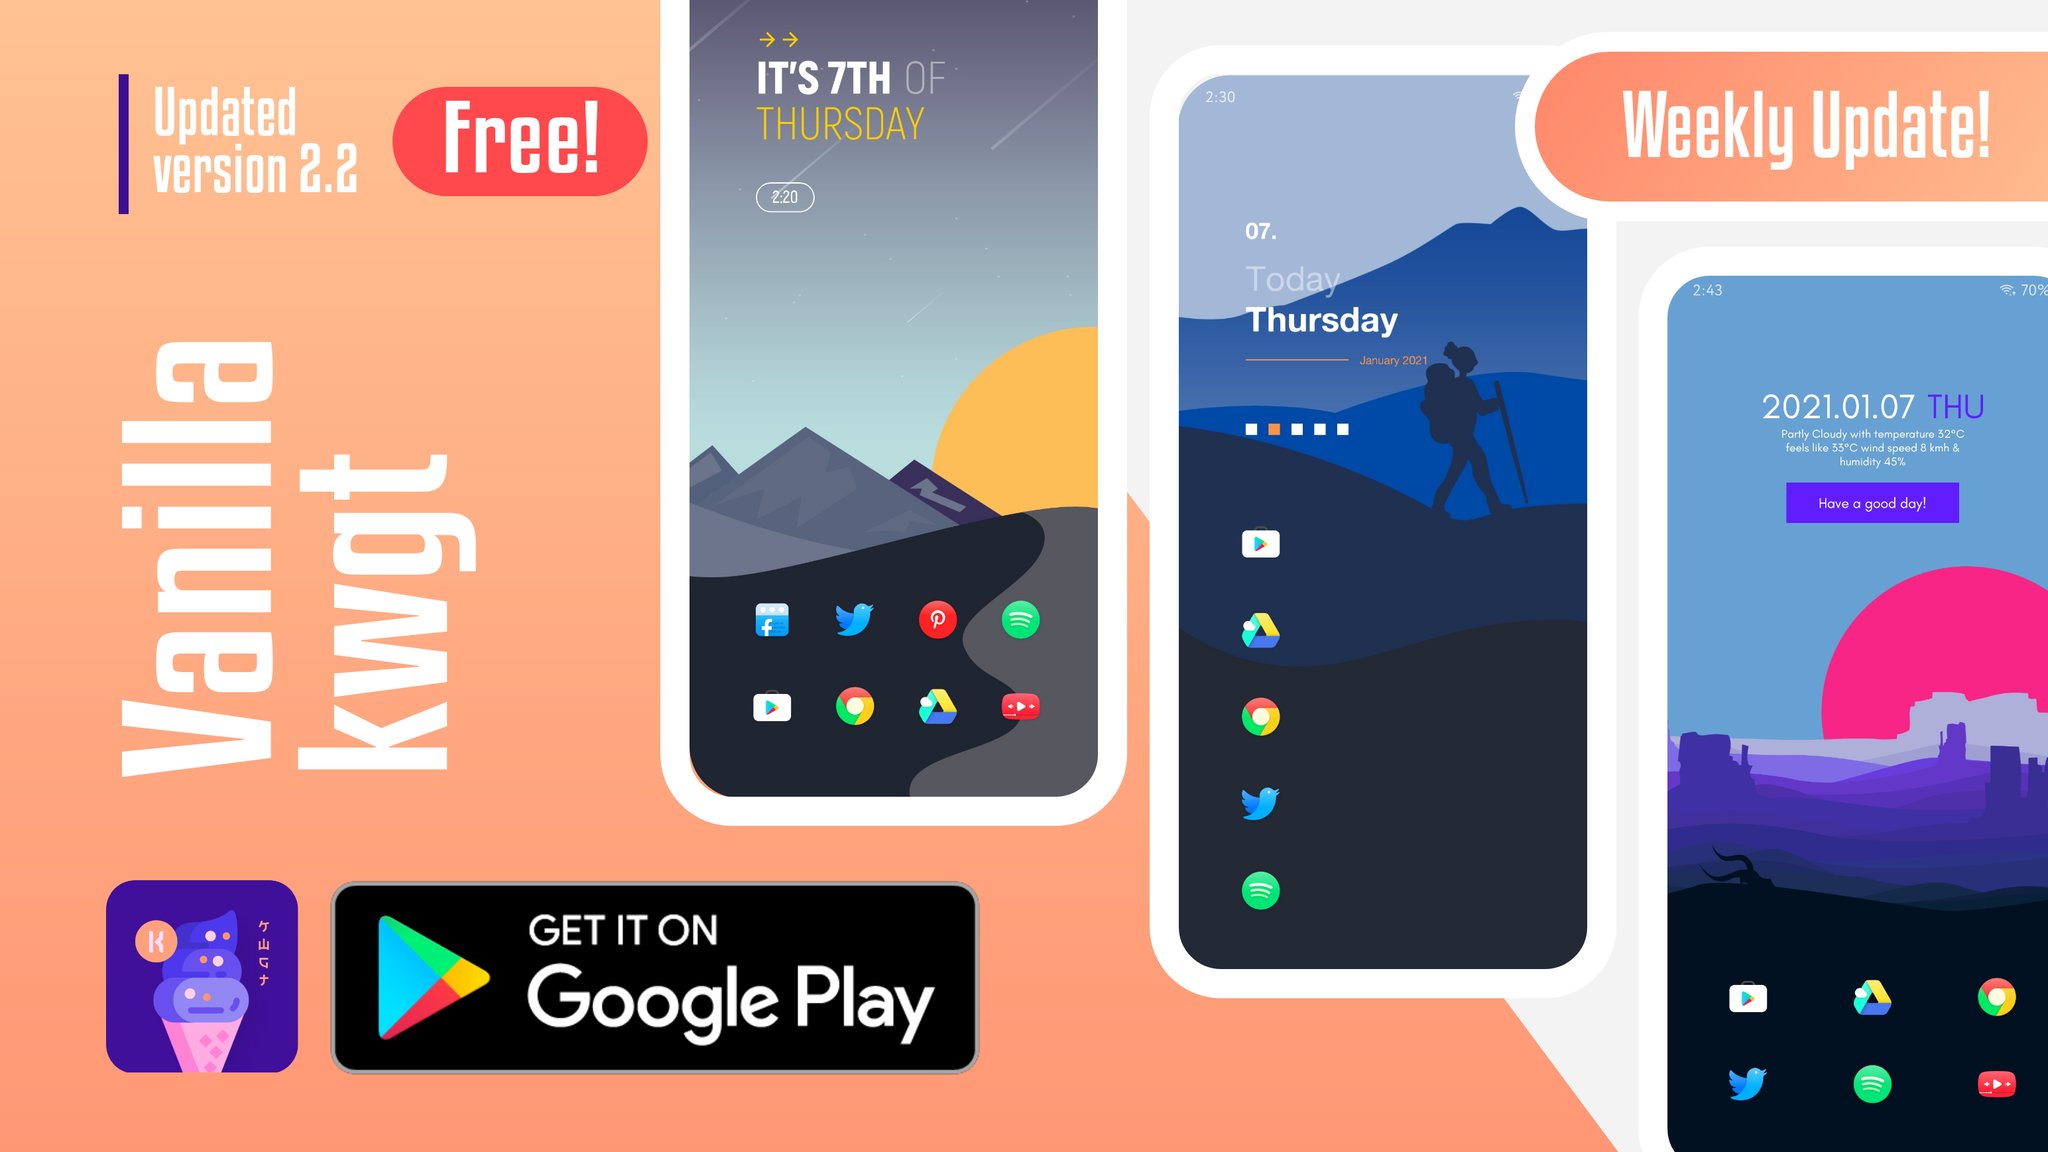 Updated
version 2.2
Free!
Vanilla
kwgt
GET IT ON
Google Play
IT'S 7TH OF
THURSDAY
2:20
2:30
07.
Today
Thursday
January 2021
Weekly Update!
2:43
70%
2021.01.07 THU
Partly Cloudy with temperature 32°C
feels like 33°C wind speed 8 kmh &
humidity 45%
Have a good day!